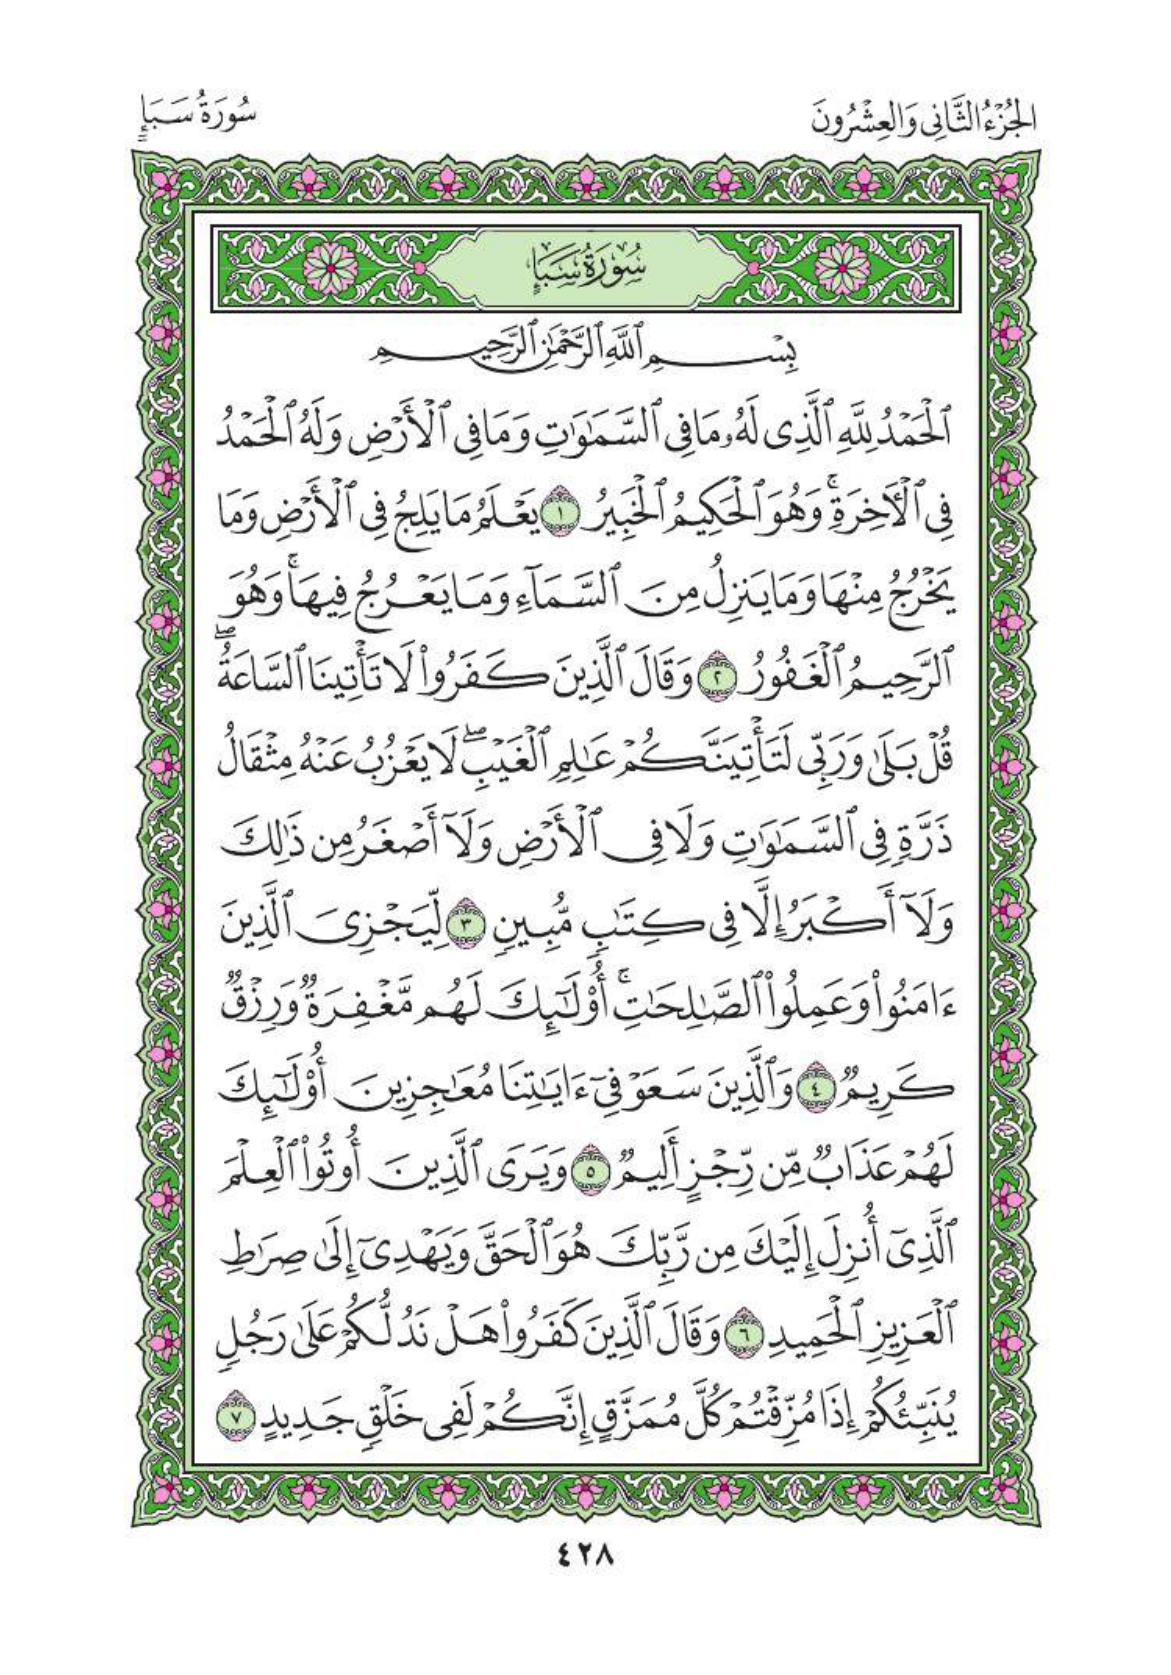 الجُزْءُ الثَّانِي وَالعِشْرُونَ
سُورَةُ سَبَإٍ
سُورَةُ سَبَإٍ
بِسْمِ ٱللَّهِ ٱلرَّحْمَٰنِ ٱلرَّحِيمِ
ٱلْحَمْدُ لِلَّهِ ٱلَّذِى لَهُۥ مَا فِى ٱلسَّمَٰوَٰتِ وَمَا فِى ٱلْأَرْضِ وَلَهُ ٱلْحَمْدُ
فِى ٱلْءَاخِرَةِۚ وَهُوَ ٱلْحَكِيمُ ٱلْخَبِيرُ ١ يَعْلَمُ مَا يَلِجُ فِى ٱلْأَرْضِ وَمَا
يَخْرُجُ مِنْهَا وَمَا يَنزِلُ مِنَ ٱلسَّمَآءِ وَمَا يَعْرُجُ فِيهَاۚ وَهُوَ
ٱلرَّحِيمُ ٱلْغَفُورُ ٢ وَقَالَ ٱلَّذِينَ كَفَرُوا۟ لَا تَأْتِينَا ٱلسَّاعَةُۖ
قُلْ بَلَىٰ وَرَبِّى لَتَأْتِيَنَّكُمْ عَٰلِمِ ٱلْغَيْبِۖ لَا يَعْزُبُ عَنْهُ مِثْقَالُ
ذَرَّةٍ فِى ٱلسَّمَٰوَٰتِ وَلَا فِى ٱلْأَرْضِ وَلَآ أَصْغَرُ مِن ذَٰلِكَ
وَلَآ أَكْبَرُ إِلَّا فِى كِتَٰبٍ مُّبِينٍ ٣ لِّيَجْزِىَ ٱلَّذِينَ
ءَامَنُوا۟ وَعَمِلُوا۟ ٱلصَّٰلِحَٰتِۚ أُو۟لَٰٓئِكَ لَهُم مَّغْفِرَةٌ وَرِزْقٌ
كَرِيمٌ ٤ وَٱلَّذِينَ سَعَوْ فِىٓ ءَايَٰتِنَا مُعَٰجِزِينَ أُو۟لَٰٓئِكَ
لَهُمْ عَذَابٌ مِّن رِّجْزٍ أَلِيمٌ ٥ وَيَرَى ٱلَّذِينَ أُوتُوا۟ ٱلْعِلْمَ
ٱلَّذِىٓ أُنزِلَ إِلَيْكَ مِن رَّبِّكَ هُوَ ٱلْحَقَّ وَيَهْدِىٓ إِلَىٰ صِرَٰطِ
ٱلْعَزِيزِ ٱلْحَمِيدِ ٦ وَقَالَ ٱلَّذِينَ كَفَرُوا۟ هَلْ نَدُلُّكُمْ عَلَىٰ رَجُلٍ
يُنَبِّئُكُمْ إِذَا مُزِّقْتُمْ كُلَّ مُمَزَّقٍ إِنَّكُمْ لَفِى خَلْقٍ جَدِيدٍ ٧
٤٢٨